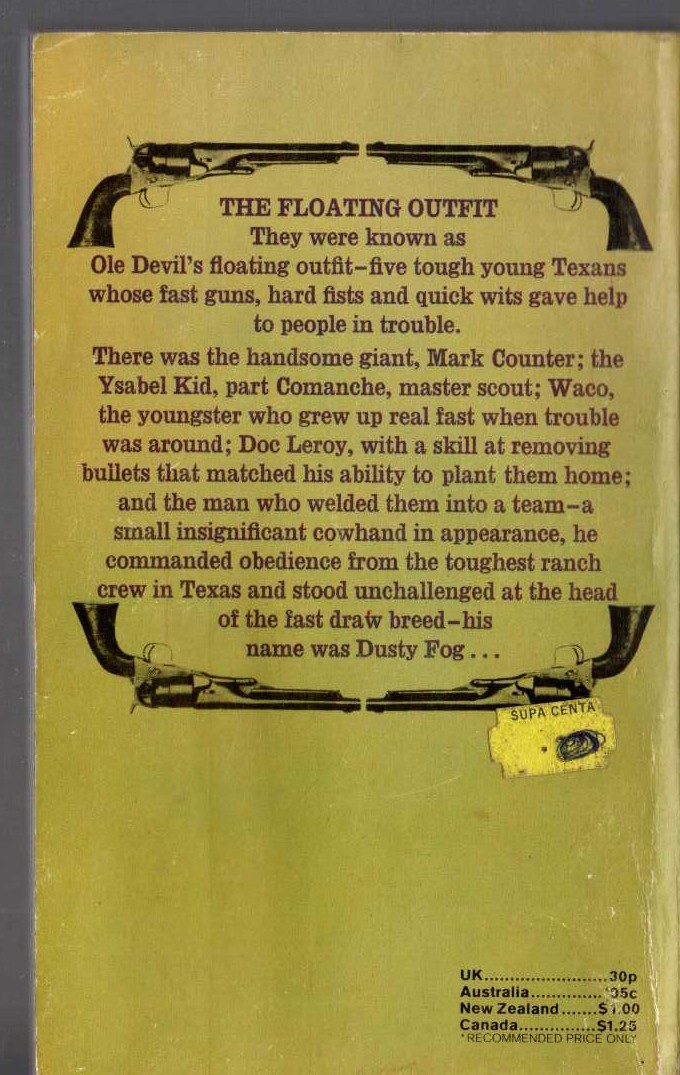 THE FLOATING OUTFIT
They were known as
Ole Devil's floating outfit–five tough young Texans
whose fast guns, hard fists and quick wits gave help
to people in trouble.
There was the handsome giant, Mark Counter; the
Ysabel Kid, part Comanche, master scout; Waco,
the youngster who grew up real fast when trouble
was around; Doc Leroy, with a skill at removing
bullets that matched his ability to plant them home;
and the man who welded them into a team–a
small insignificant cowhand in appearance, he
commanded obedience from the toughest ranch
crew in Texas and stood unchallenged at the head
of the fast draw breed–his
name was Dusty Fog...
SUPA CENTA
UK........................30p
Australia..............*95c
New Zealand.......$1.00
Canada...............$1.25
*RECOMMENDED PRICE ONLY